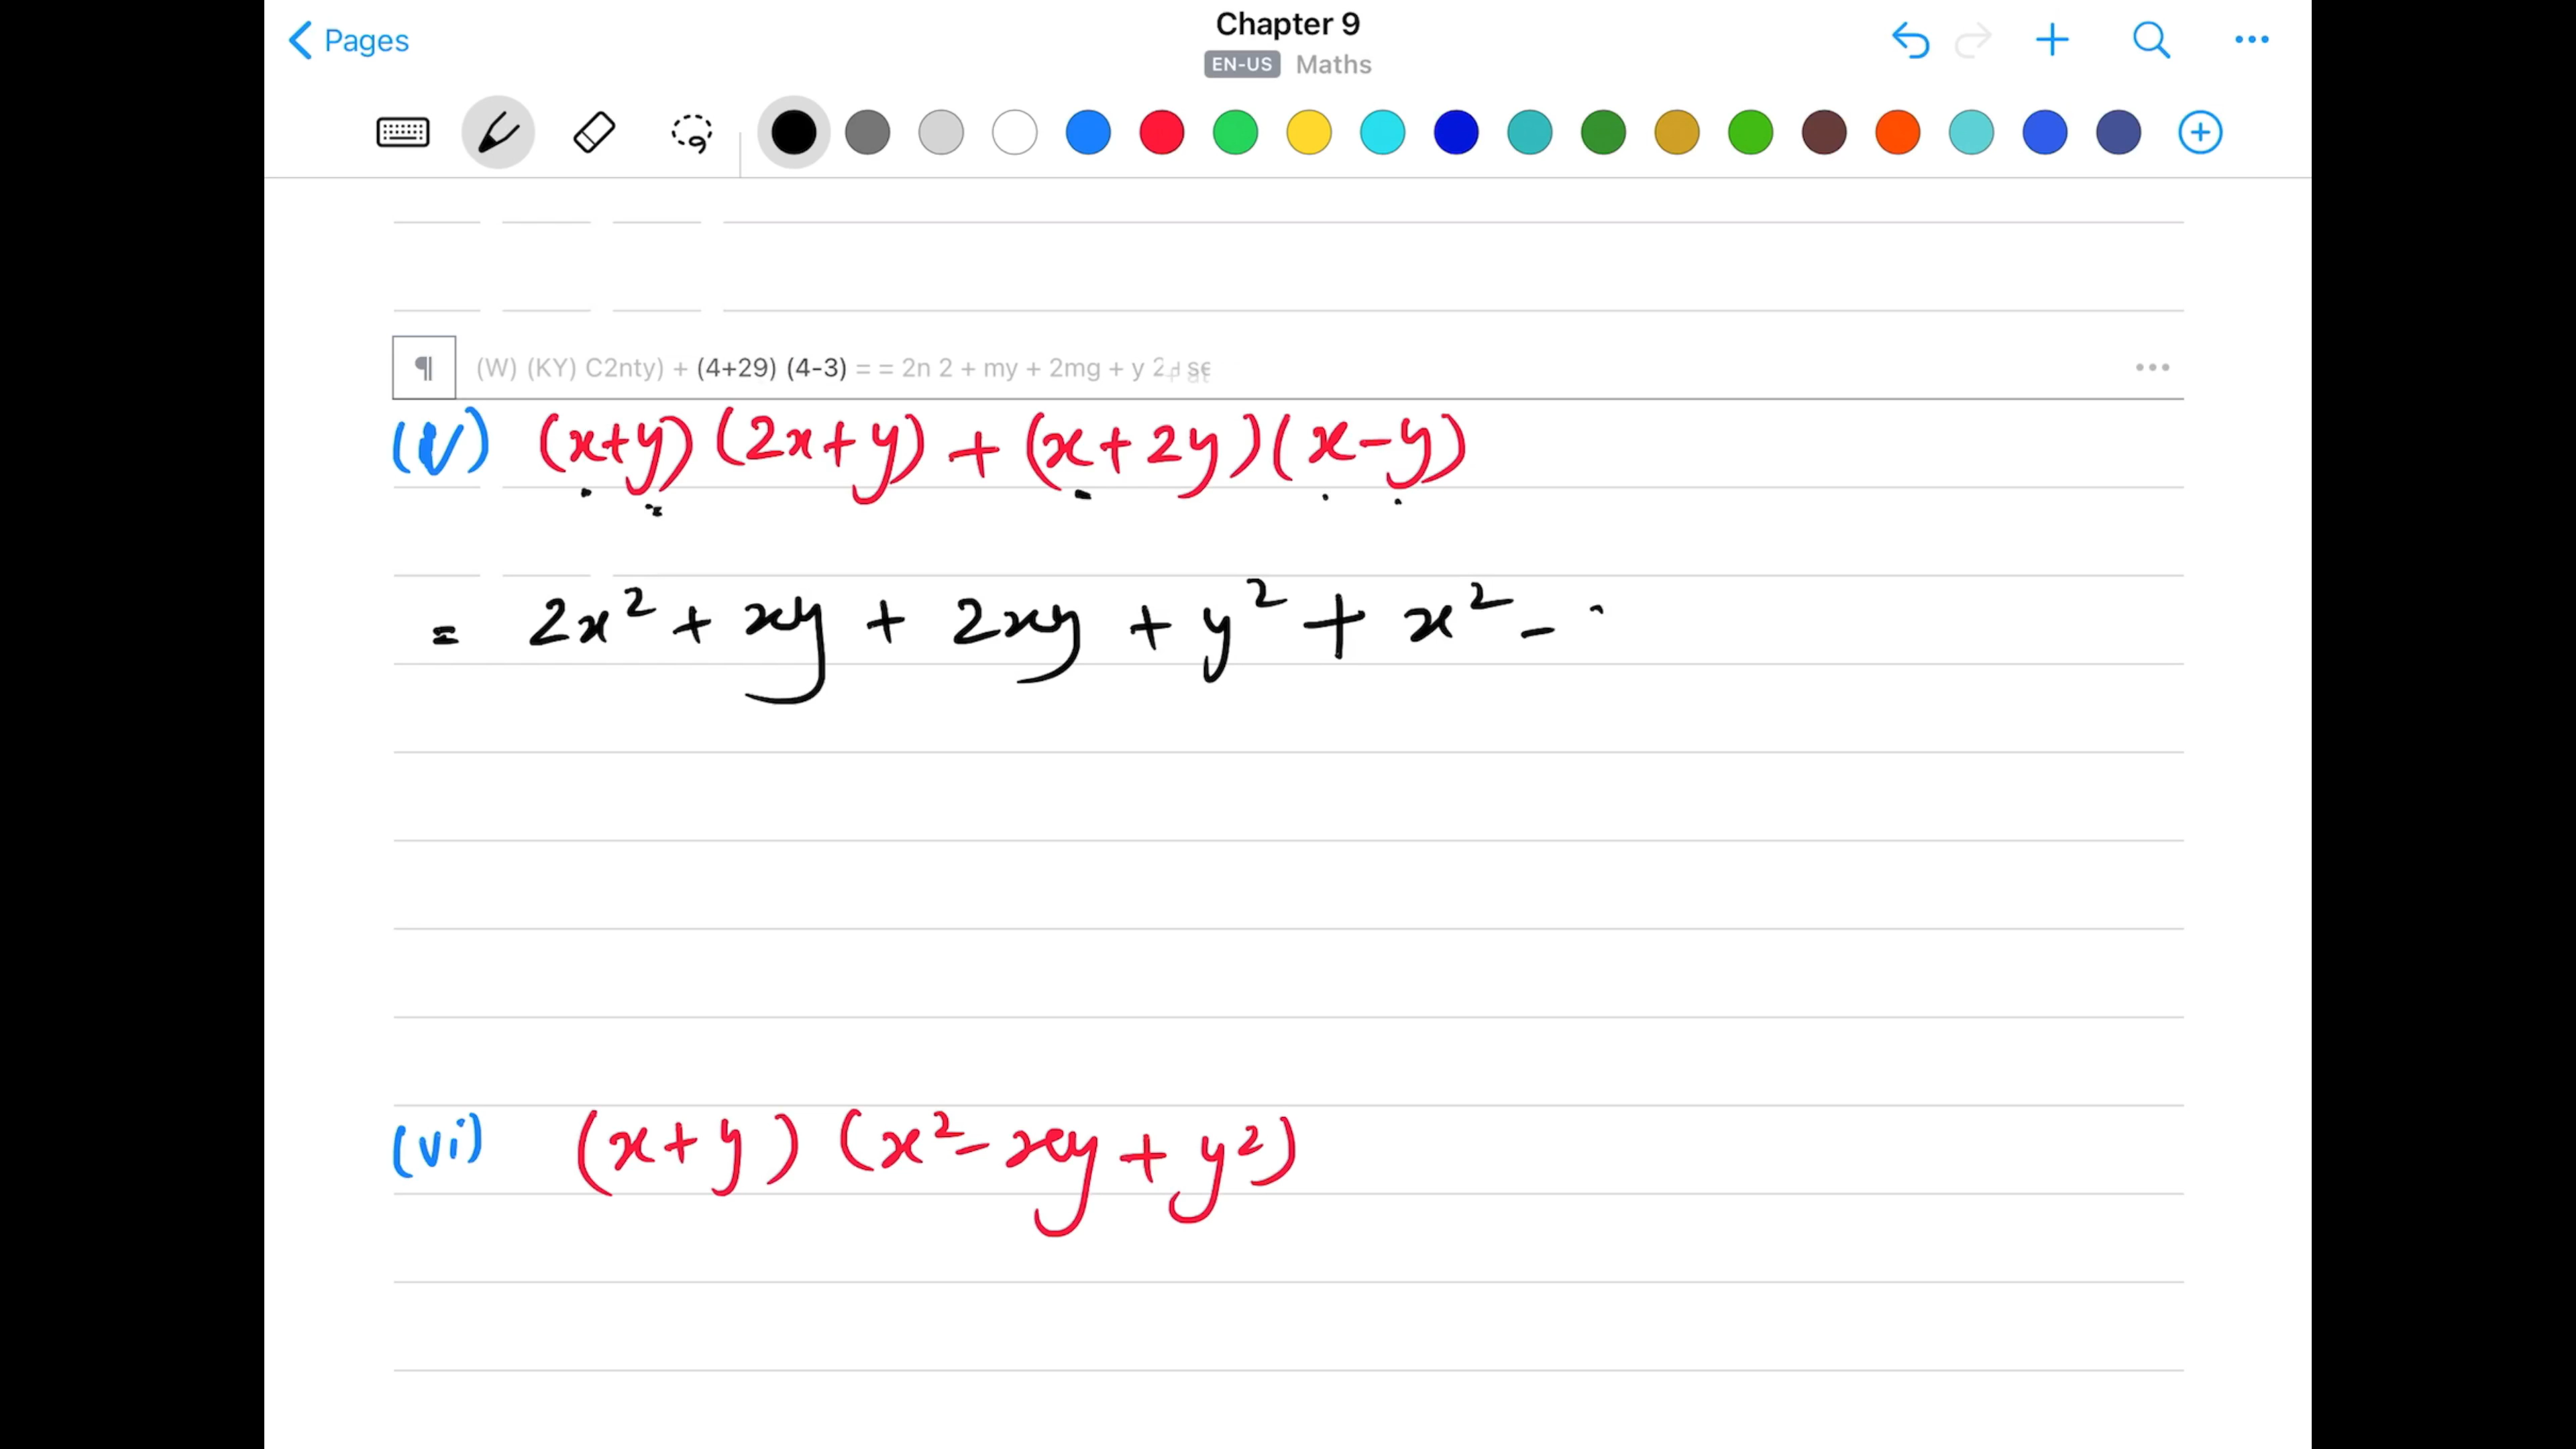 Pages
Chapter 9
EN-US Maths
¶ (W) (KY) C2nty) + (4+29) (4-3) = = 2n 2 + my + 2mg + y 2
(v) (x+y) (2x+y) + (x+2y)(x-y)
= 2x² + xy + 2xy + y² + x² -
(vi) (x+y) (x²- xy + y²)